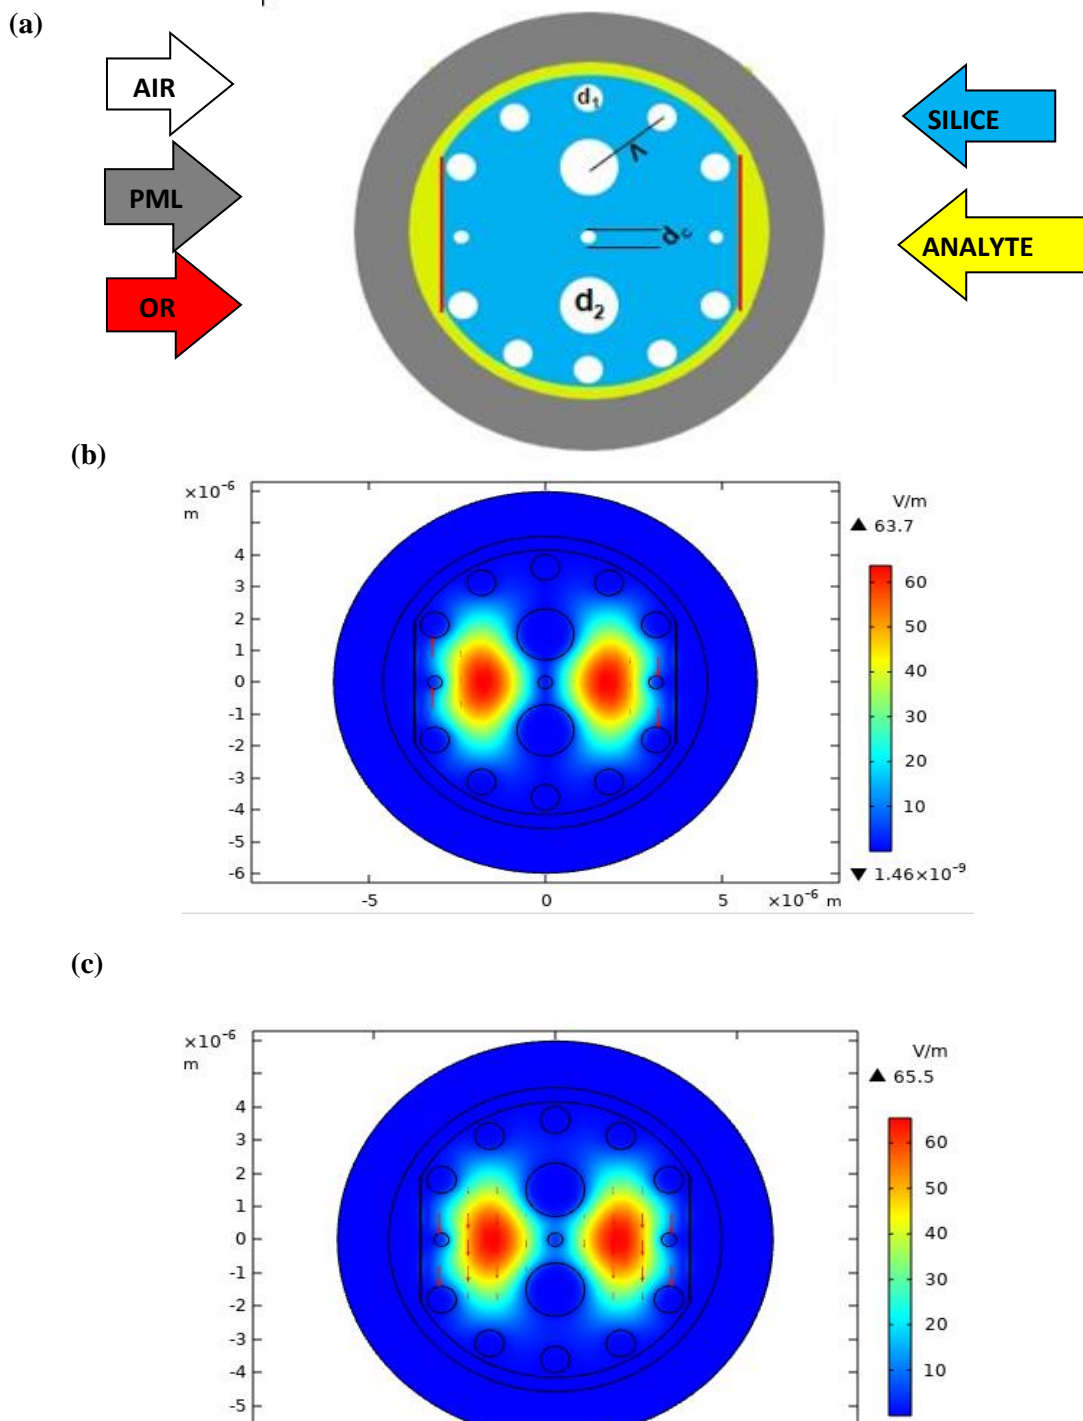 (a)
AIR
PML
OR
d₁
Λ
dc
d₂
SILICE
ANALYTE
(b)
×10⁻⁶
m
4
3
2
1
0
-1
-2
-3
-4
-5
-6
-5
0
5
×10⁻⁶ m
V/m
▲ 63.7
60
50
40
30
20
10
▼ 1.46×10⁻⁹
(c)
×10⁻⁶
m
4
3
2
1
0
-1
-2
-3
-4
-5
V/m
▲ 65.5
60
50
40
30
20
10